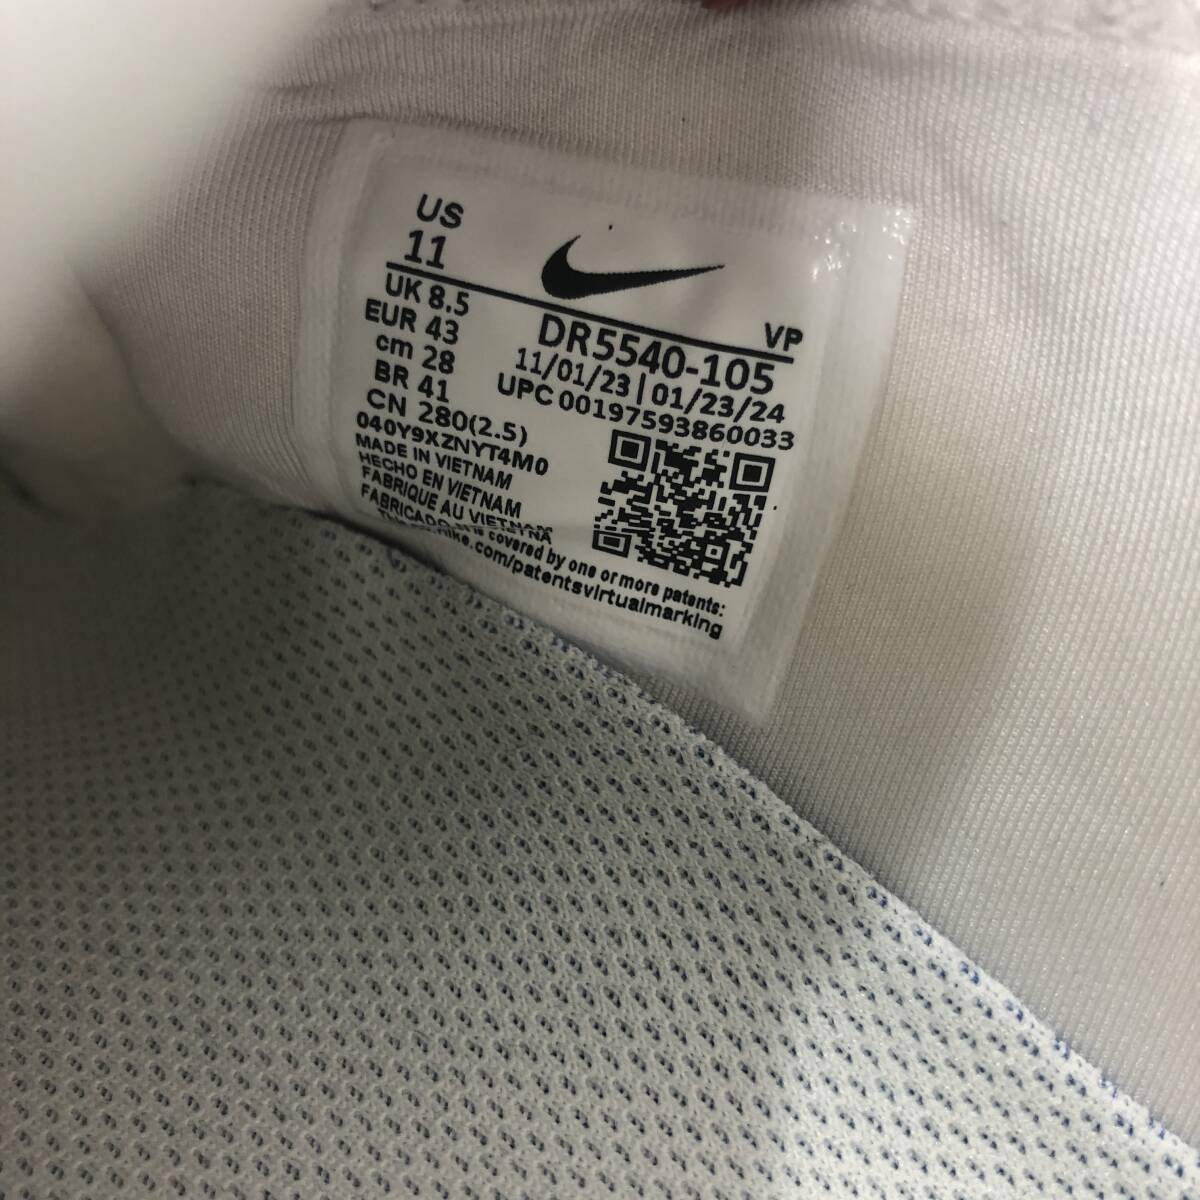 US
11
VP
UK 8.5
EUR 43
cm 28
BR 41
CN 280(2.5)
DR5540-105
11/01/23 | 01/23/24
UPC 00197593860033
040Y9XZNYT4M0
MADE IN VIETNAM
HECHO EN VIETNAM
FABRIQUE AU VIETNAM
FABRICADO
is covered by one or more patents:
nike.com/patentsvirtualmarking